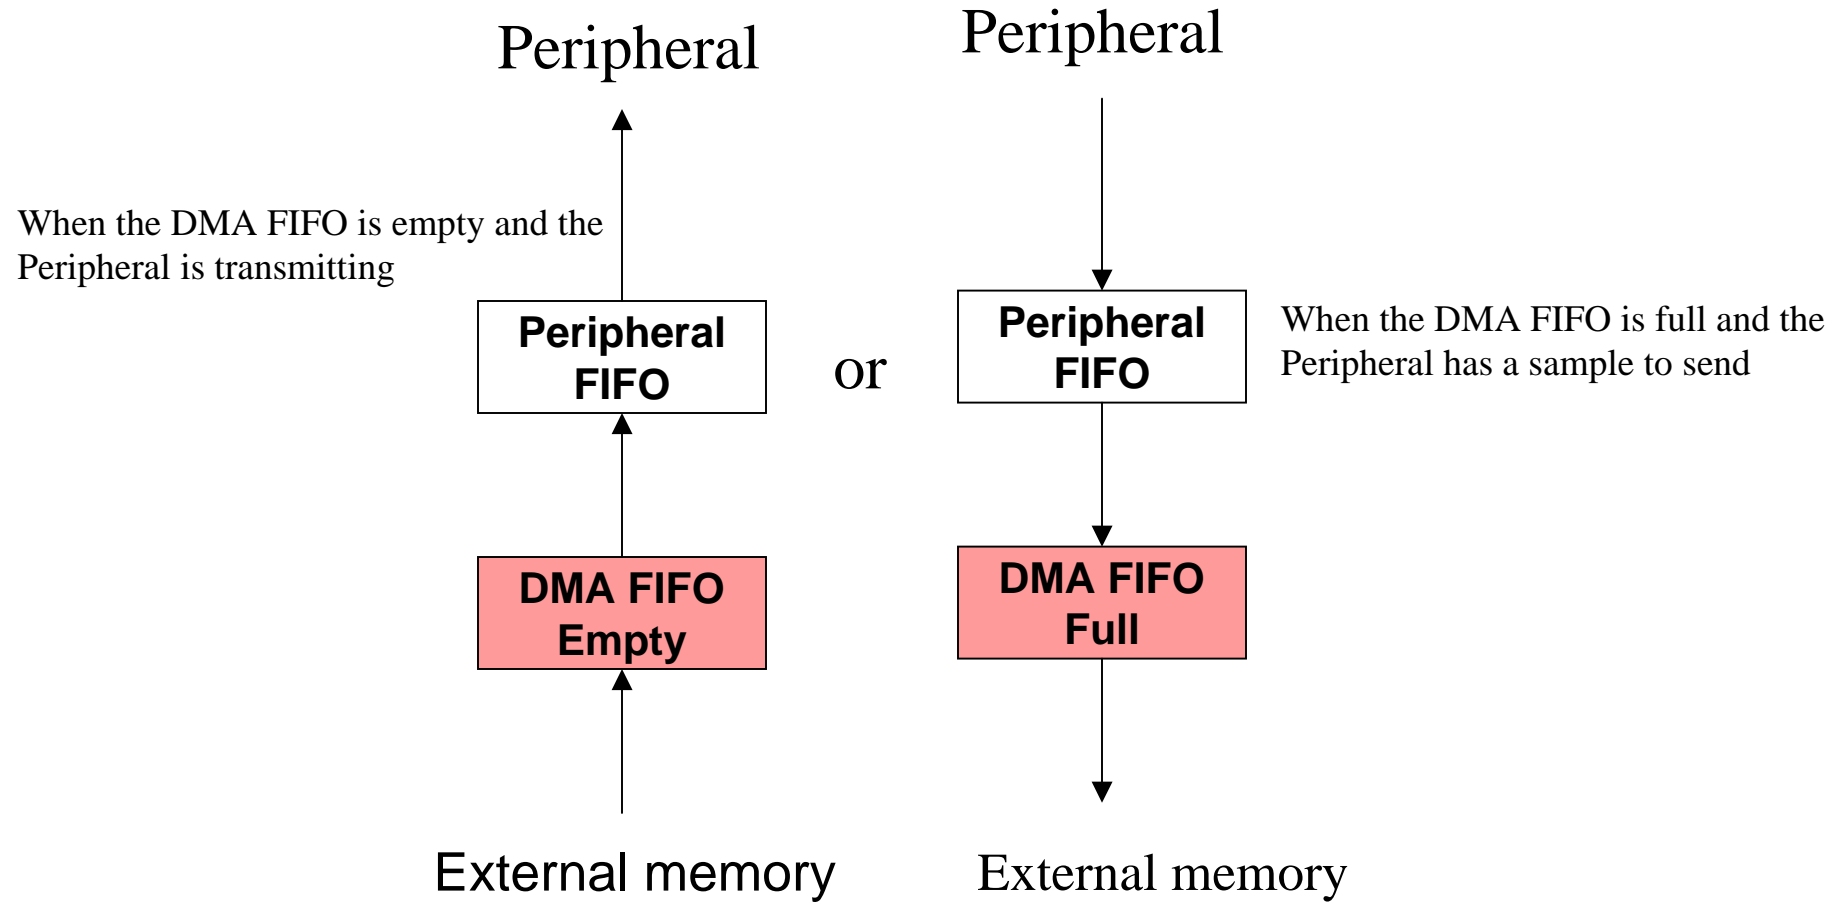 Peripheral
When the DMA FIFO is empty and the
Peripheral is transmitting
Peripheral
FIFO
DMA FIFO
Empty
External memory
or
Peripheral
Peripheral
FIFO
When the DMA FIFO is full and the
Peripheral has a sample to send
DMA FIFO
Full
External memory